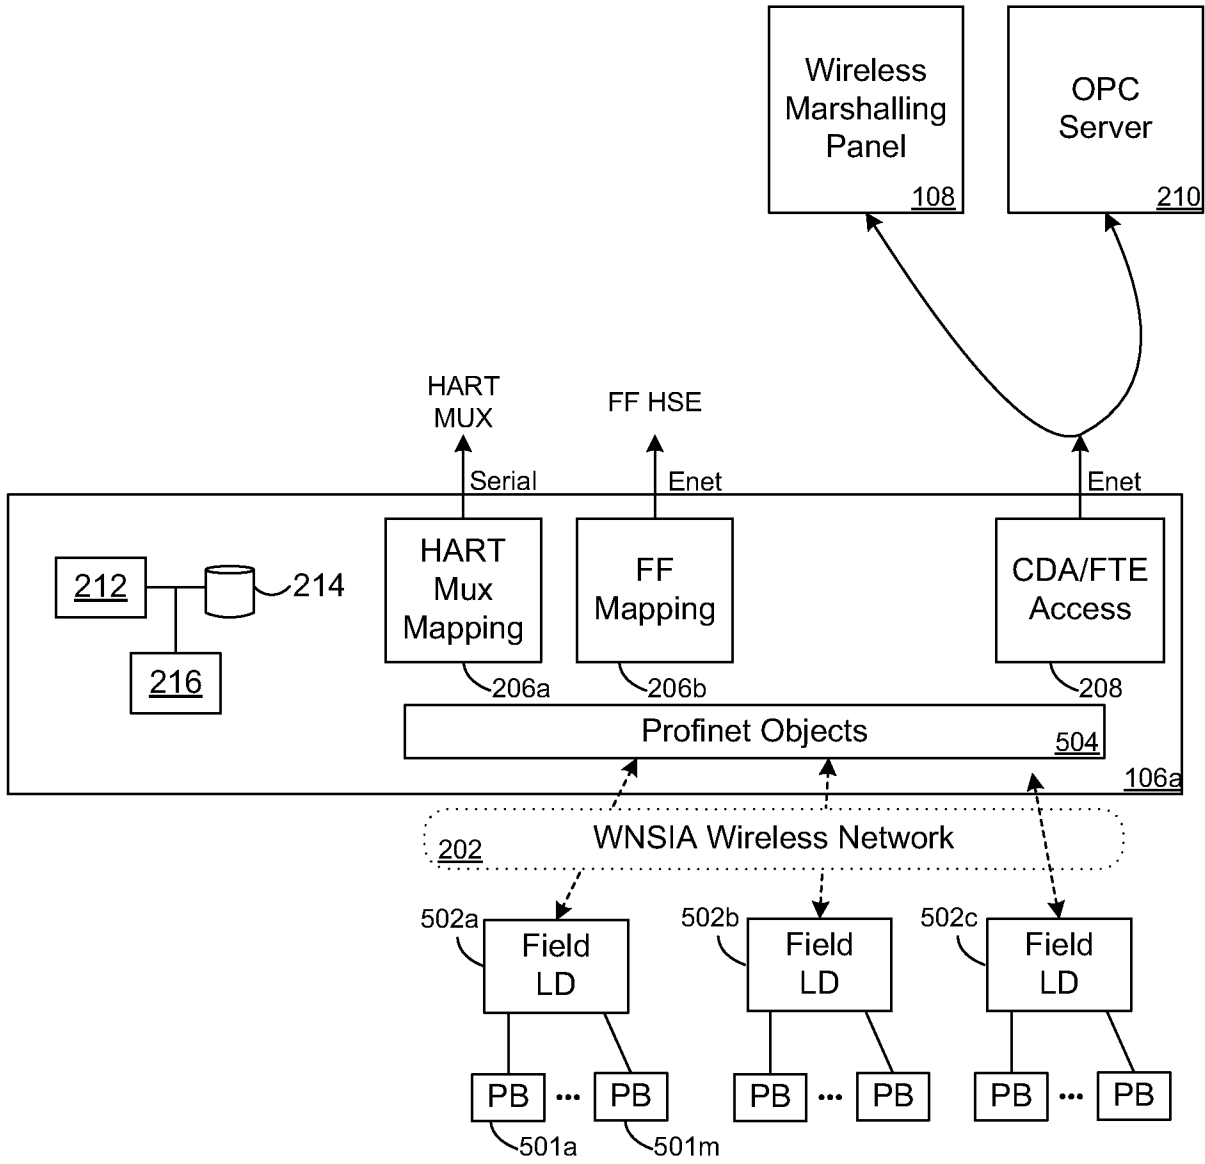 Wireless
Marshalling
Panel
108
OPC
Server
210
HART
MUX
FF HSE
Serial
Enet
Enet
212
214
216
HART
Mux
Mapping
206a
FF
Mapping
206b
CDA/FTE
Access
208
Profinet Objects
504
106a
WNSIA Wireless Network
202
502a
Field
LD
502b
Field
LD
502c
Field
LD
PB ••• PB
PB ••• PB
PB ••• PB
501a
501m